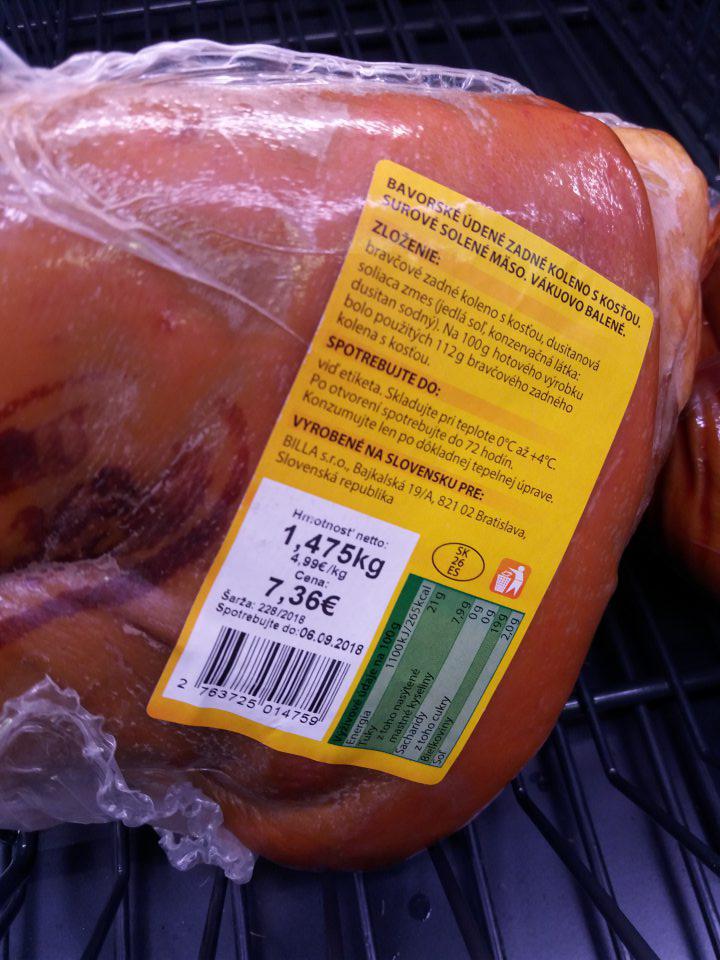 BAVORSKÉ ÚDENÉ ZADNÉ KOLENO S KOSŤOU.
SUROVÉ SOLENÉ MÄSO. VÁKUOVO BALENÉ.
ZLOŽENIE:
bravčové zadné koleno s kosťou, dusitanová
soliaca zmes (jedlá soľ, konzervačná látka:
dusitan sodný). Na 100g hotového výrobku
bolo použitých 112g bravčového zadného
kolena s kosťou.
SPOTREBUJTE DO:
viď etiketa. Skladujte pri teplote 0°C až +4°C.
Po otvorení spotrebujte do 72 hodín.
Konzumujte len po dôkladnej tepelnej úprave.
VYROBENÉ NA SLOVENSKU PRE:
BILLA s.r.o., Bajkalská 19/A, 821 02 Bratislava,
Slovenská republika
Hmotnosť netto:
1,475kg
4,99€/kg
Cena:
7,36€
Šarža: 228/2018
Spotrebujte do:06.09.2018
2 763725 014759
SK
26
ES
Výživové údaje na 100g
Energia 1100kJ/265kcal
Tuky 21g
z toho nasýtené
mastné kyseliny 7,9g
Sacharidy 0g
z toho cukry 0g
Bielkoviny 19g
Soľ 2,0g